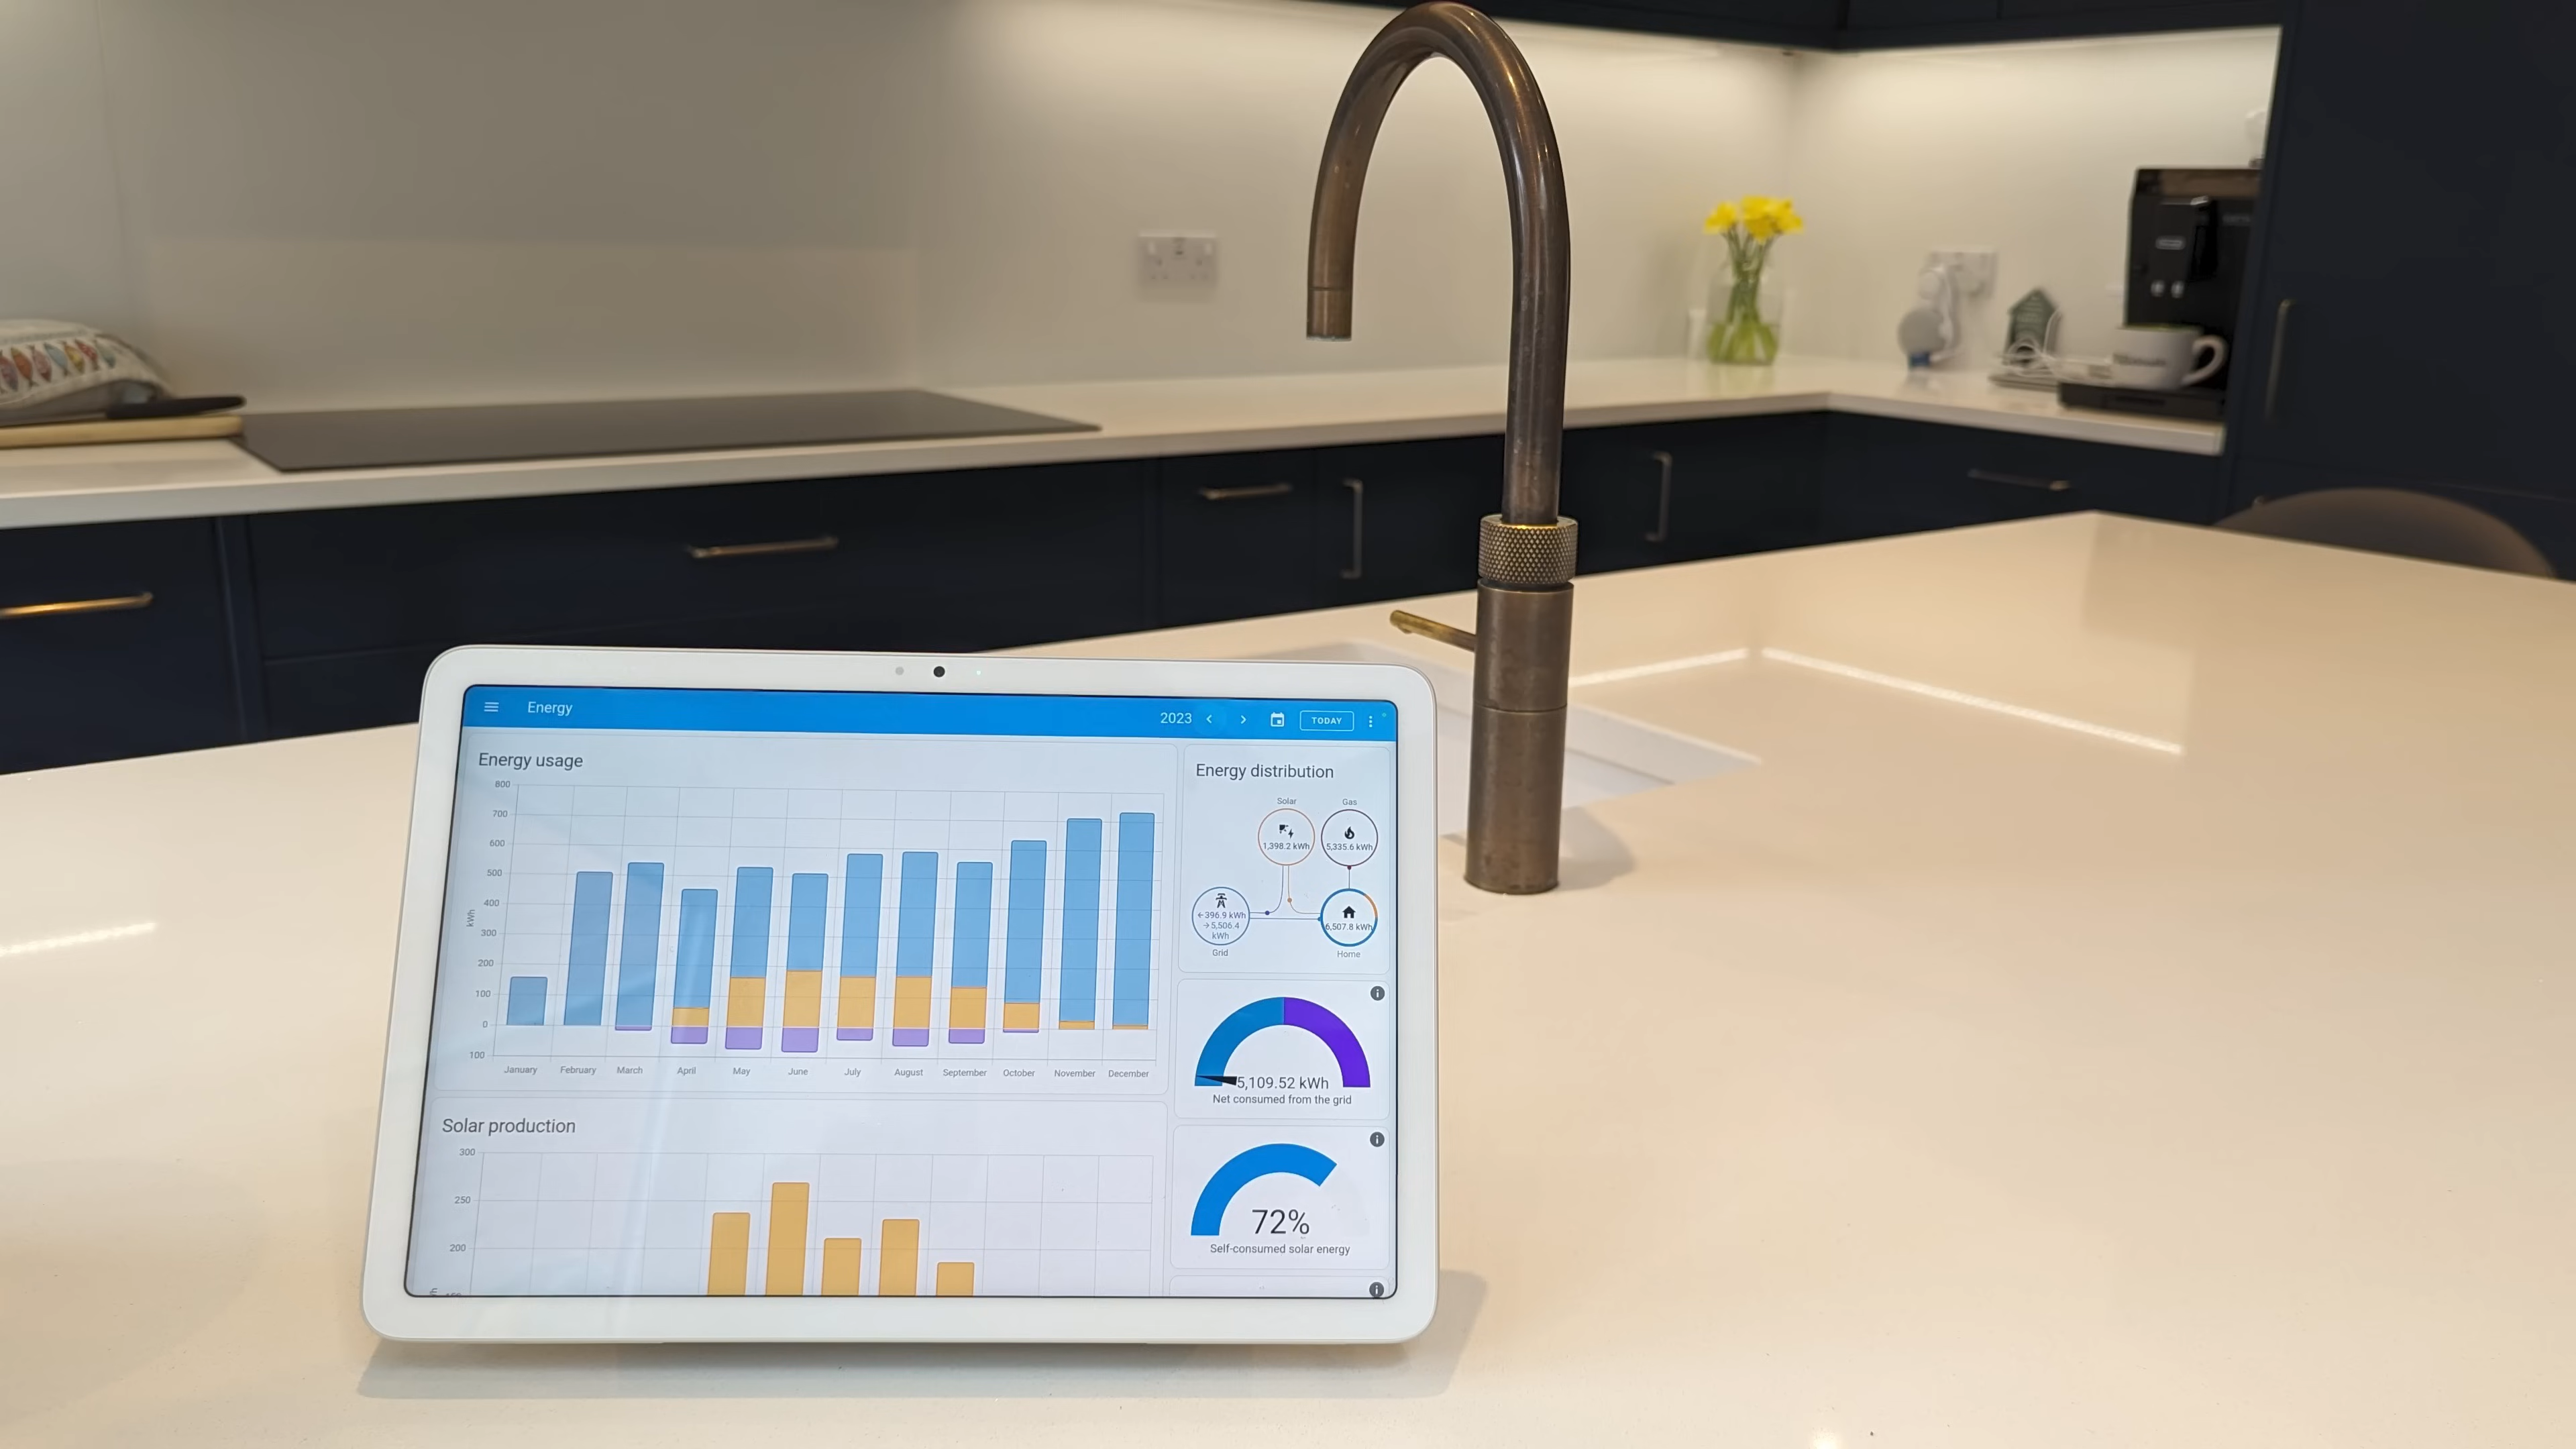 Energy
2023
TODAY
Energy usage
800
700
600
500
400
300
200
100
0
100
kWh
January February March April May June July August September October November December
Energy distribution
Solar Gas
1,398.2 kWh 5,335.6 kWh
←396.9 kWh
→5,506.4
kWh
6,507.8 kWh
Grid Home
5,109.52 kWh
Net consumed from the grid
72%
Self-consumed solar energy
Solar production
300
250
200